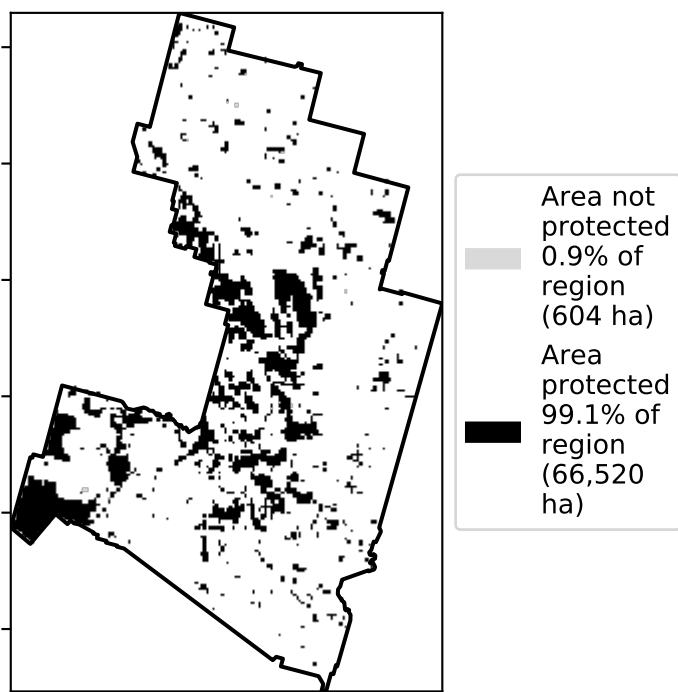 Area not
protected
0.9% of
region
(604 ha)
Area
protected
99.1% of
region
(66,520
ha)